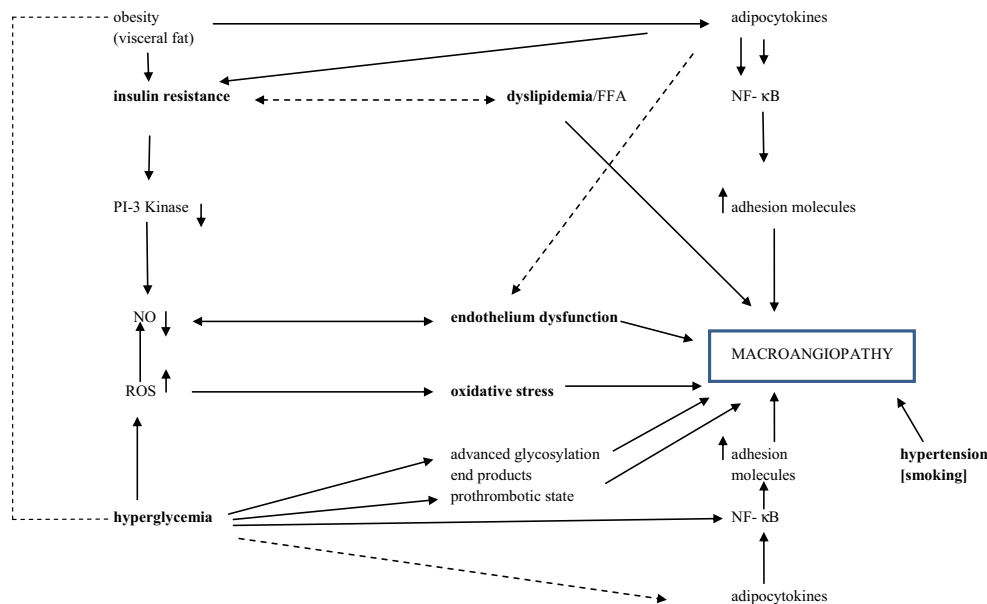 obesity
(visceral fat)
adipocytokines
insulin resistance
dyslipidemia/FFA
NF- κB
PI-3 Kinase
adhesion molecules
NO
endothelium dysfunction
MACROANGIOPATHY
ROS
oxidative stress
advanced glycosylation
end products
prothrombotic state
adhesion
molecules
hypertension
[smoking]
hyperglycemia
NF- κB
adipocytokines